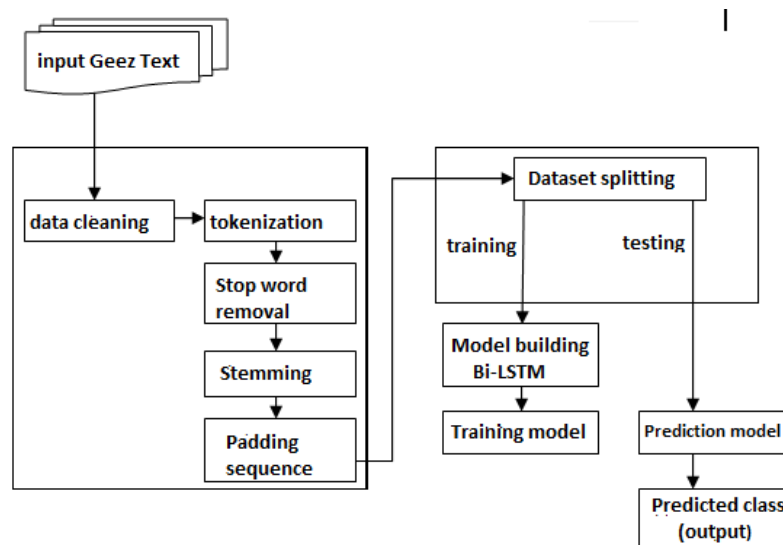 input Geez Text
data cleaning
tokenization
Stop word
removal
Stemming
Padding
sequence
Dataset splitting
training
testing
Model building
Bi-LSTM
Training model
Prediction model
Predicted class
(output)